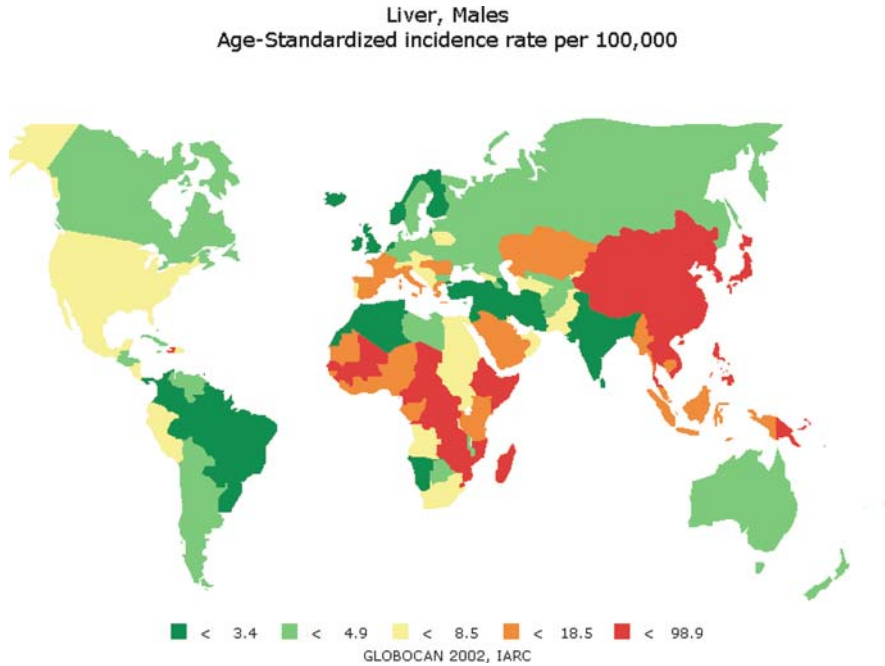 Liver, Males
Age-Standardized incidence rate per 100,000
< 3.4 < 4.9 < 8.5 < 18.5 < 98.9
GLOBOCAN 2002, IARC